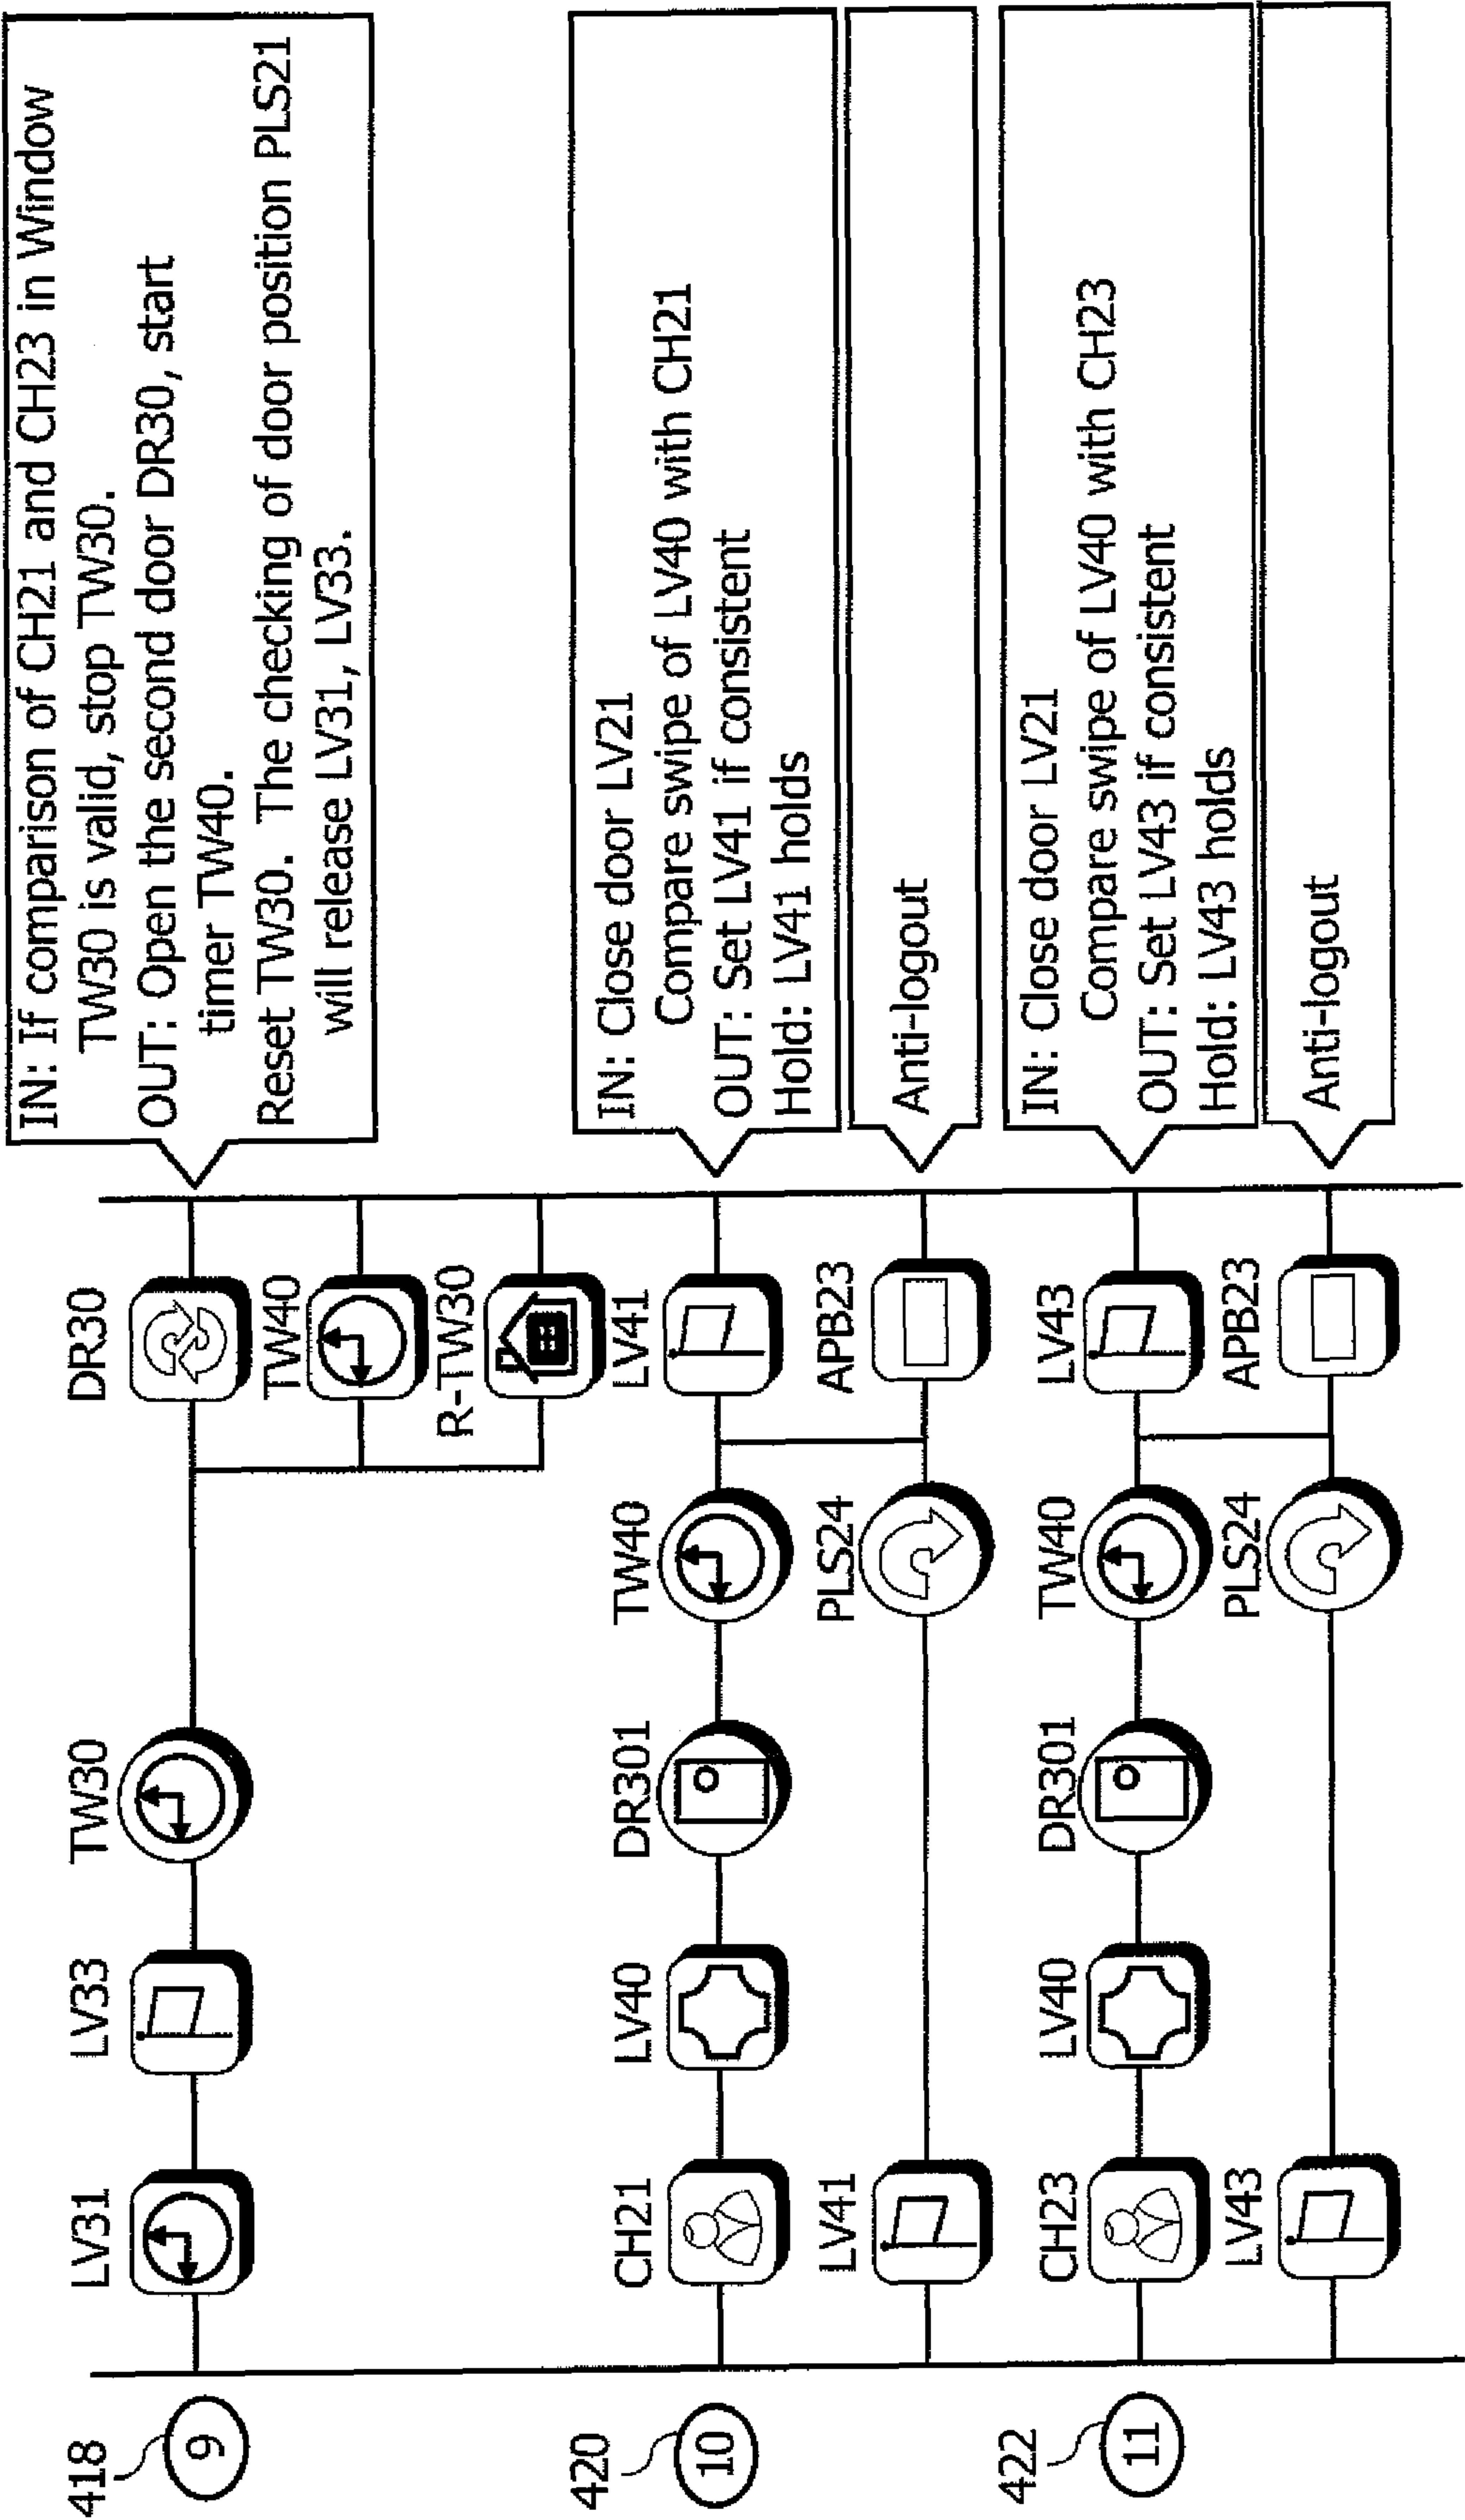 418
9
LV31
LV33
TW30
DR30
TW40
R-TW30
IN: If comparison of CH21 and CH23 in Window
TW30 is valid, stop TW30.
OUT: Open the second door DR30, start
timer TW40.
Reset TW30. The checking of door position PLS21
will release LV31, LV33.
420
10
CH21
LV40
DR301
TW40
LV41
IN: Close door LV21
Compare swipe of LV40 with CH21
OUT: Set LV41 if consistent
Hold: LV41 holds
LV41
PLS24
APB23
Anti-logout
422
11
CH23
LV40
DR301
TW40
LV43
IN: Close door LV21
Compare swipe of LV40 with CH23
OUT: Set LV43 if consistent
Hold: LV43 holds
LV43
PLS24
APB23
Anti-logout